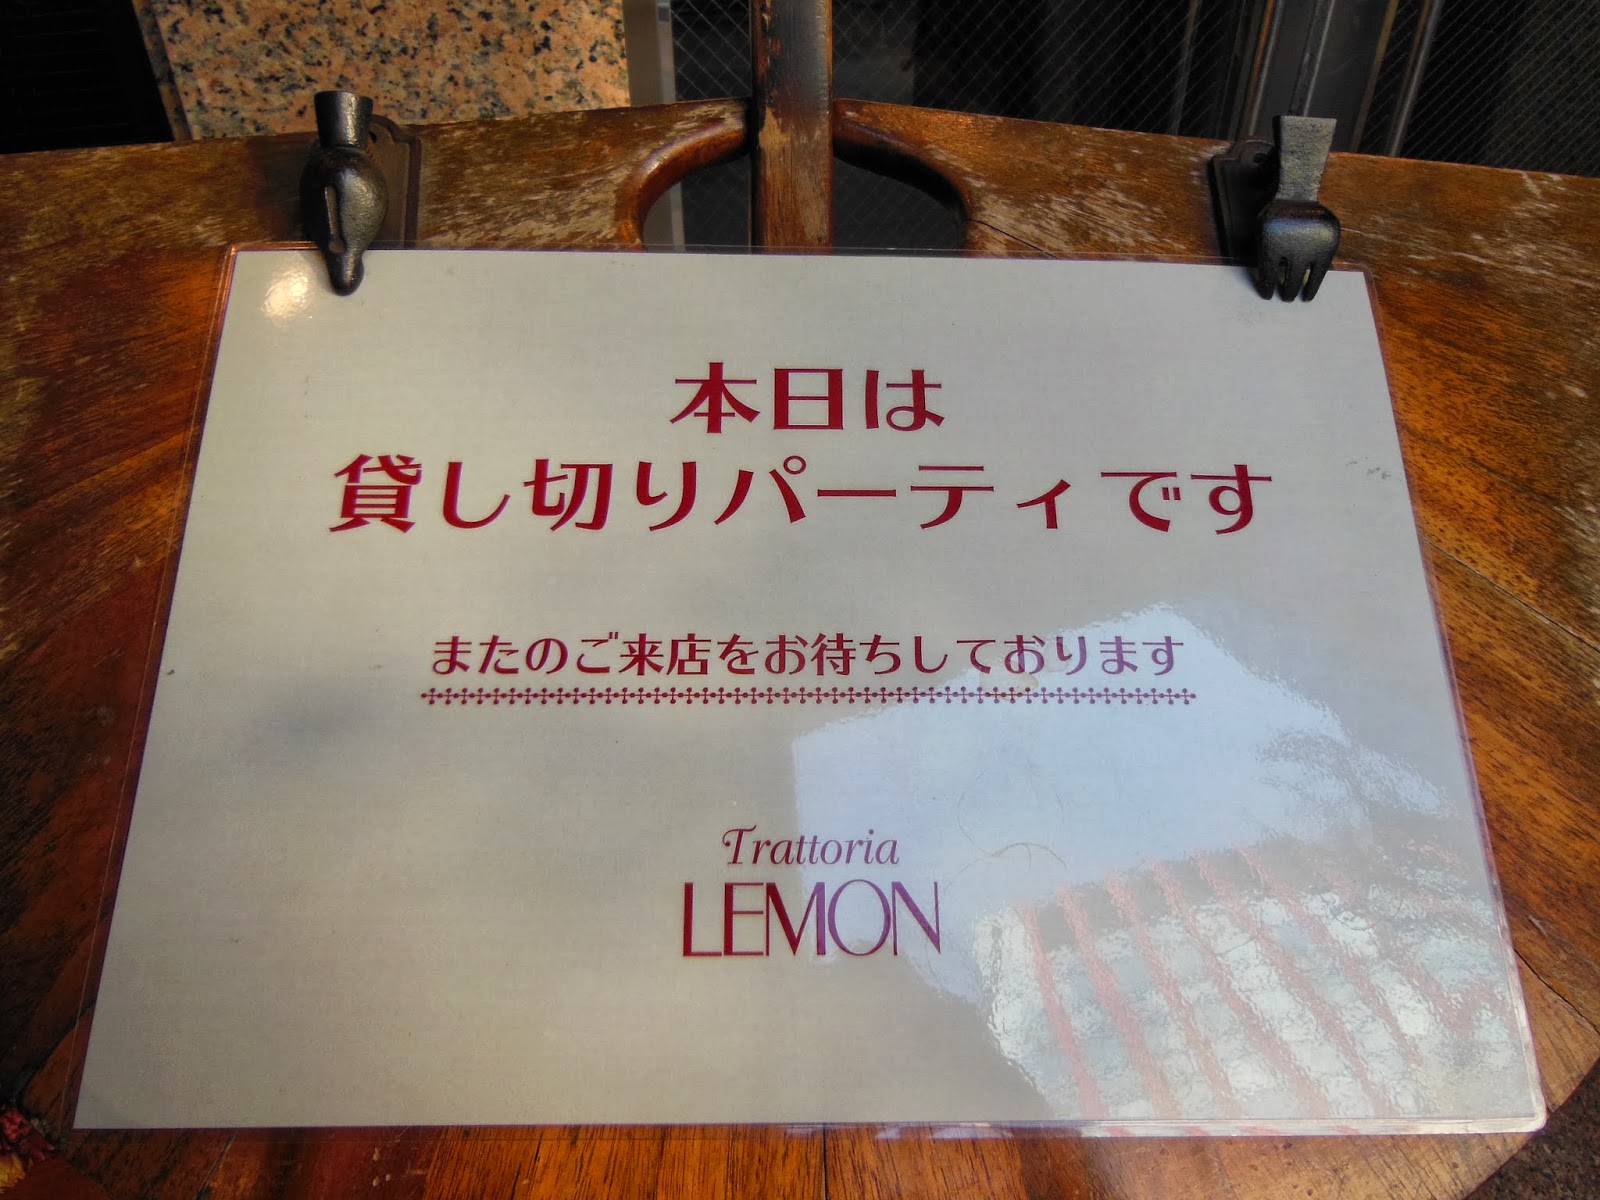 本日は
貸し切りパーティです
またのご来店をお待ちしております
Trattoria
LEMON